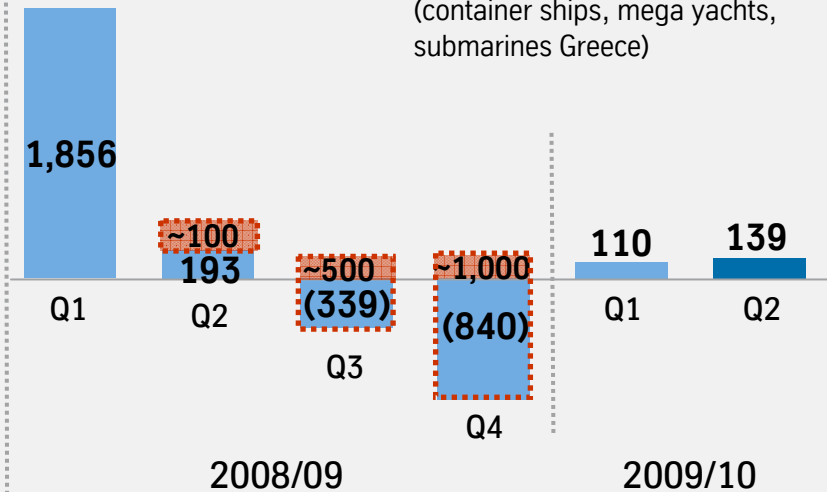 (container ships, mega yachts,
submarines Greece)
1,856
~100
193
~500
(339)
~1,000
(840)
110
139
Q1
Q2
Q3
Q4
Q1
Q2
2008/09
2009/10